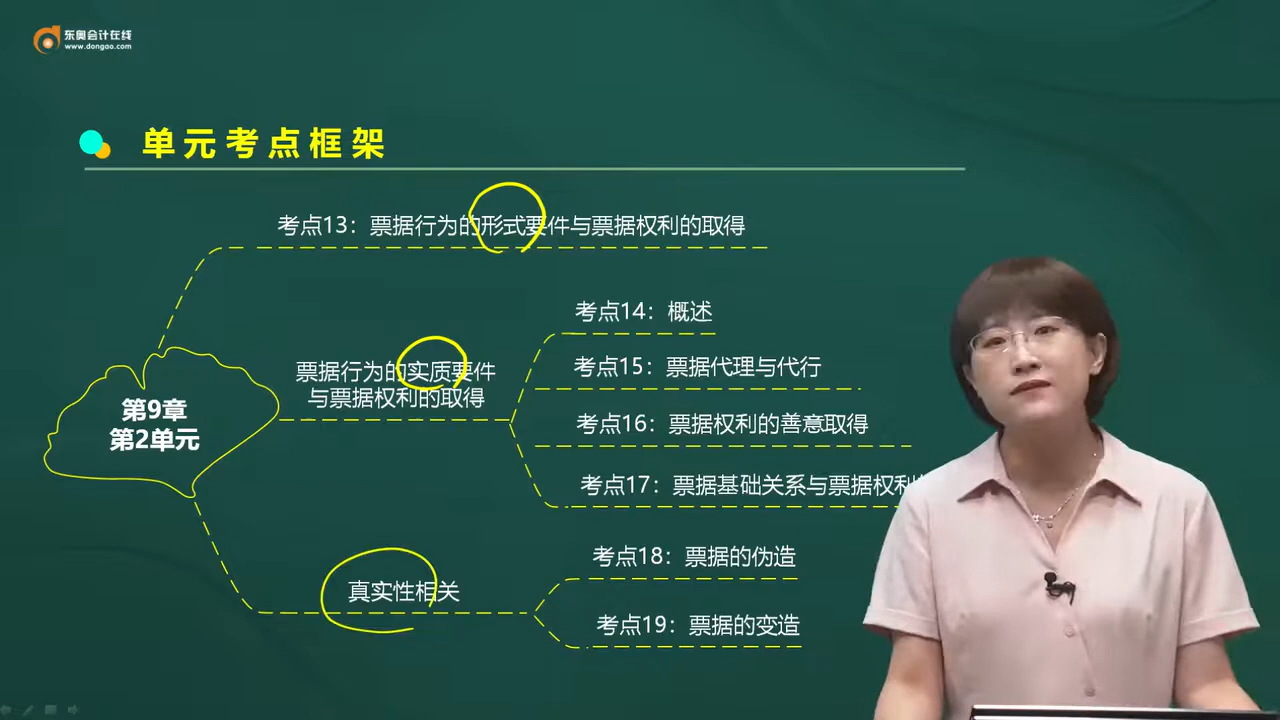 东奥会计在线
www.dongao.com
单元考点框架
考点13：票据行为的形式要件与票据权利的取得
考点14：概述
考点15：票据代理与代行
票据行为的实质要件
与票据权利的取得
第9章
第2单元
考点16：票据权利的善意取得
考点17：票据基础关系与票据权利
考点18：票据的伪造
真实性相关
考点19：票据的变造